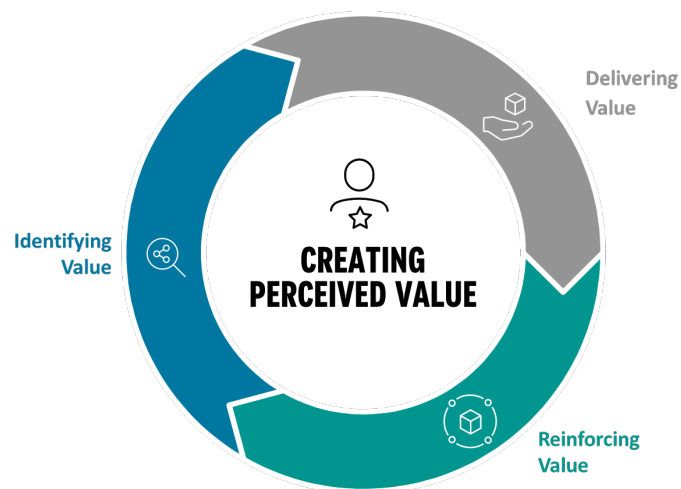 Delivering
Value
Identifying
Value
CREATING
PERCEIVED VALUE
Reinforcing
Value